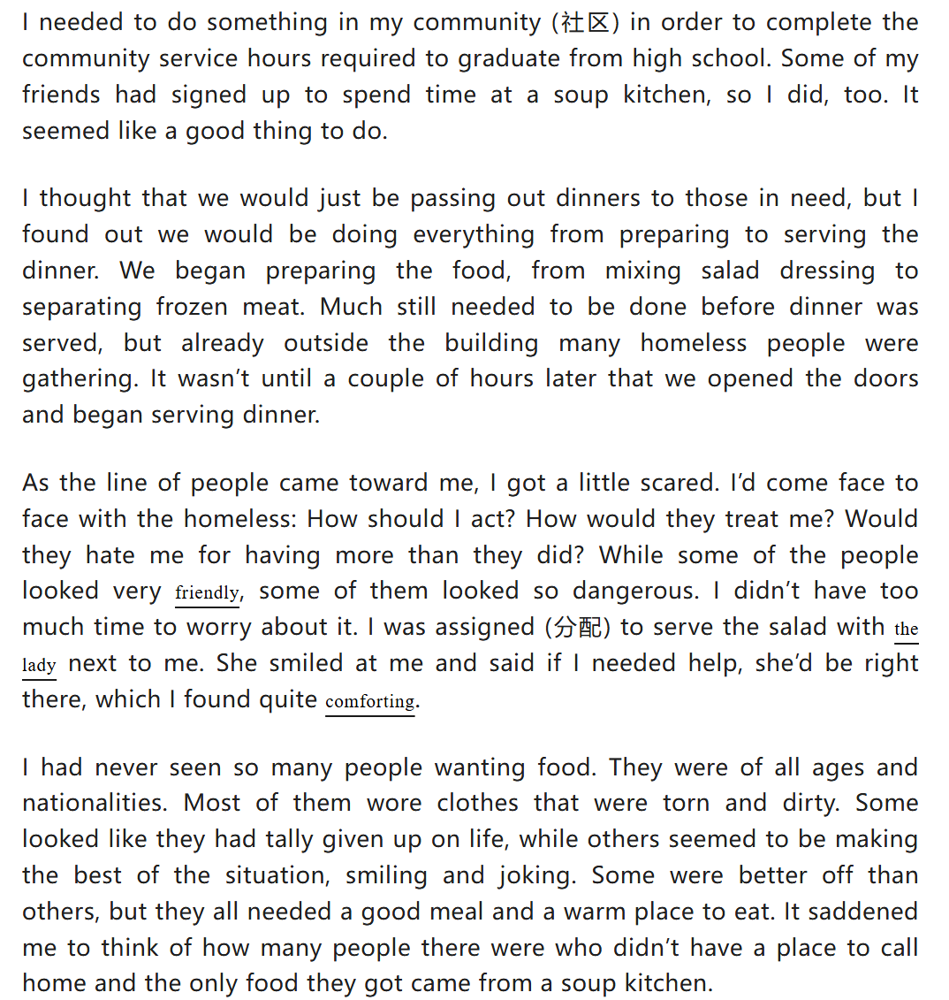 I needed to do something in my community (社区) in order to complete the
community service hours required to graduate from high school. Some of my
friends had signed up to spend time at a soup kitchen, so I did, too. It
seemed like a good thing to do.
I thought that we would just be passing out dinners to those in need, but I
found out we would be doing everything from preparing to serving the
dinner. We began preparing the food, from mixing salad dressing to
separating frozen meat. Much still needed to be done before dinner was
served, but already outside the building many homeless people were
gathering. It wasn't until a couple of hours later that we opened the doors
and began serving dinner.
As the line of people came toward me, I got a little scared. I'd come face to
face with the homeless: How should I act? How would they treat me? Would
they hate me for having more than they did? While some of the people
looked very friendly, some of them looked so dangerous. I didn't have too
much time to worry about it. I was assigned (分配) to serve the salad with the
lady next to me. She smiled at me and said if I needed help, she'd be right
there, which I found quite comforting.
I had never seen so many people wanting food. They were of all ages and
nationalities. Most of them wore clothes that were torn and dirty. Some
looked like they had tally given up on life, while others seemed to be making
the best of the situation, smiling and joking. Some were better off than
others, but they all needed a good meal and a warm place to eat. It saddened
me to think of how many people there were who didn't have a place to call
home and the only food they got came from a soup kitchen.